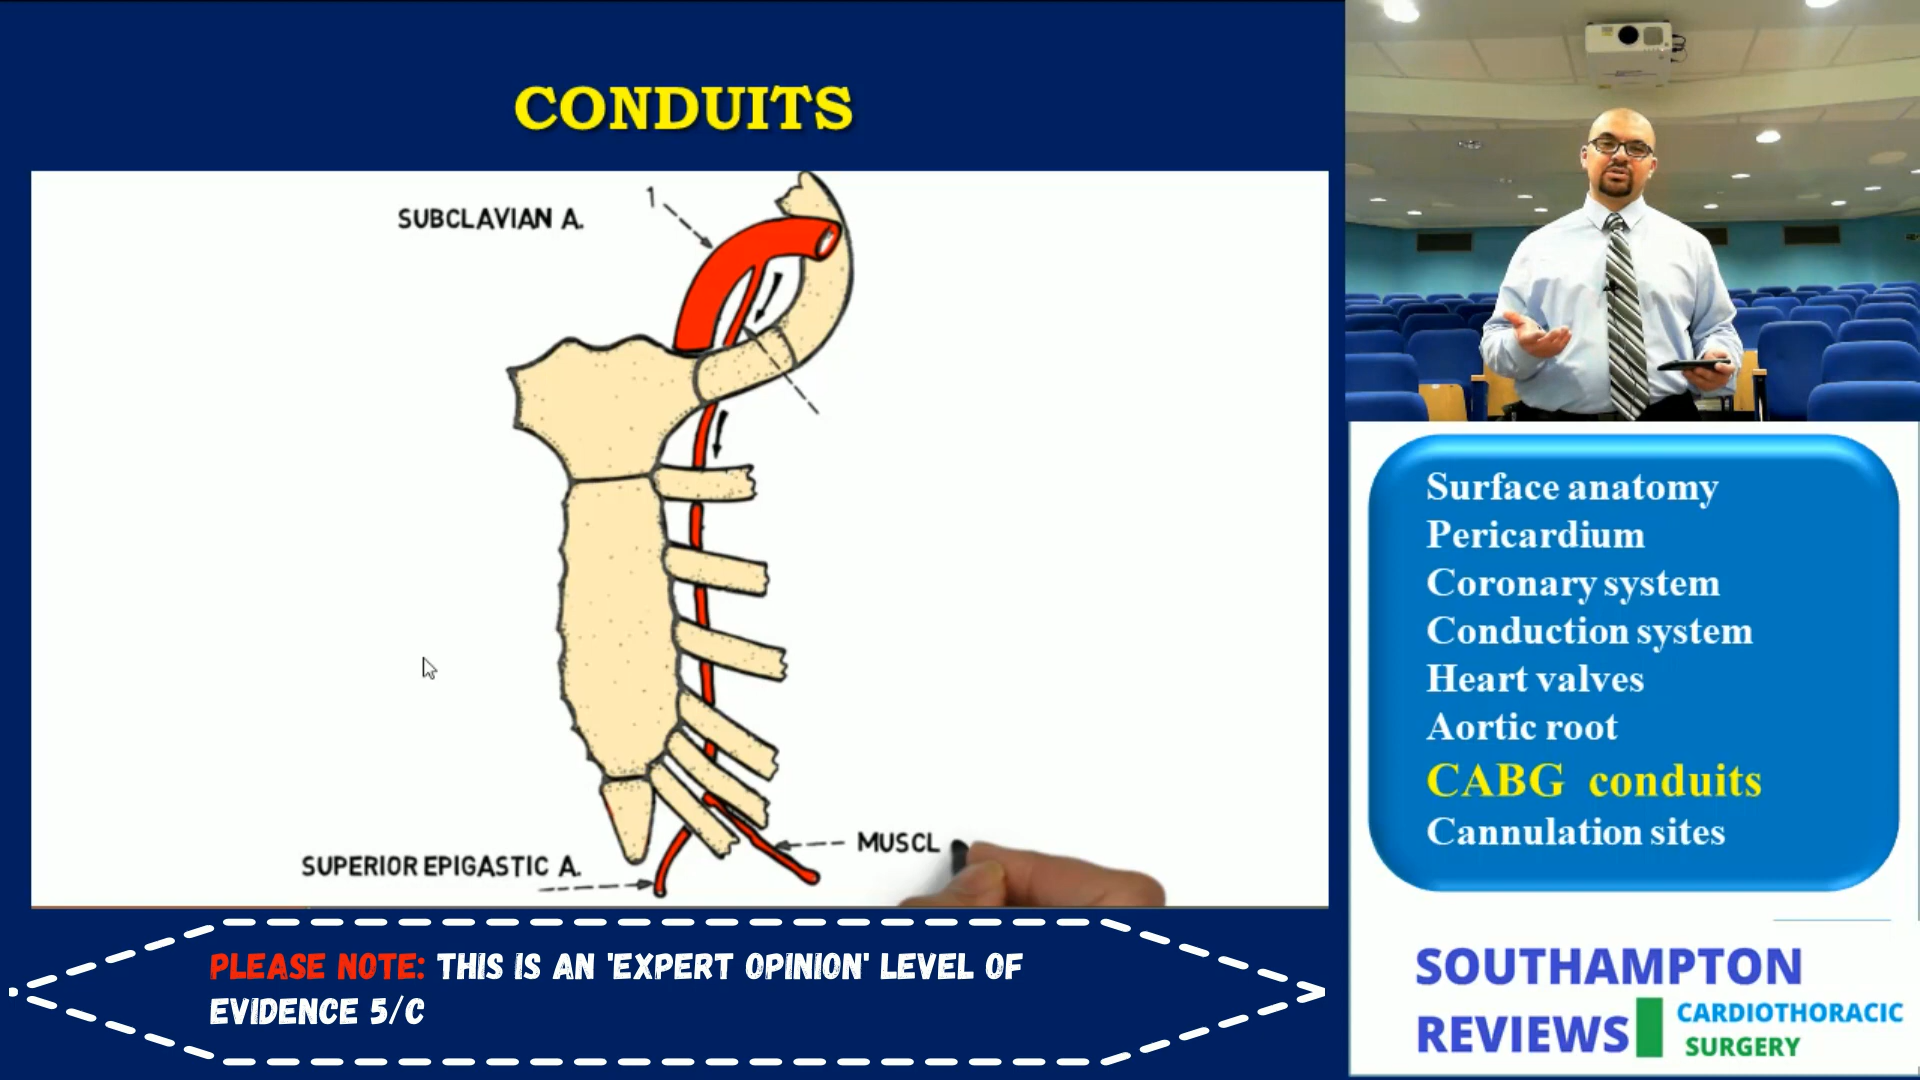 CONDUITS
SUBCLAVIAN A.
1
SUPERIOR EPIGASTIC A.
MUSCL
PLEASE NOTE: THIS IS AN 'EXPERT OPINION' LEVEL OF
EVIDENCE 5/C
Surface anatomy
Pericardium
Coronary system
Conduction system
Heart valves
Aortic root
CABG conduits
Cannulation sites
SOUTHAMPTON
REVIEWS
CARDIOTHORACIC
SURGERY